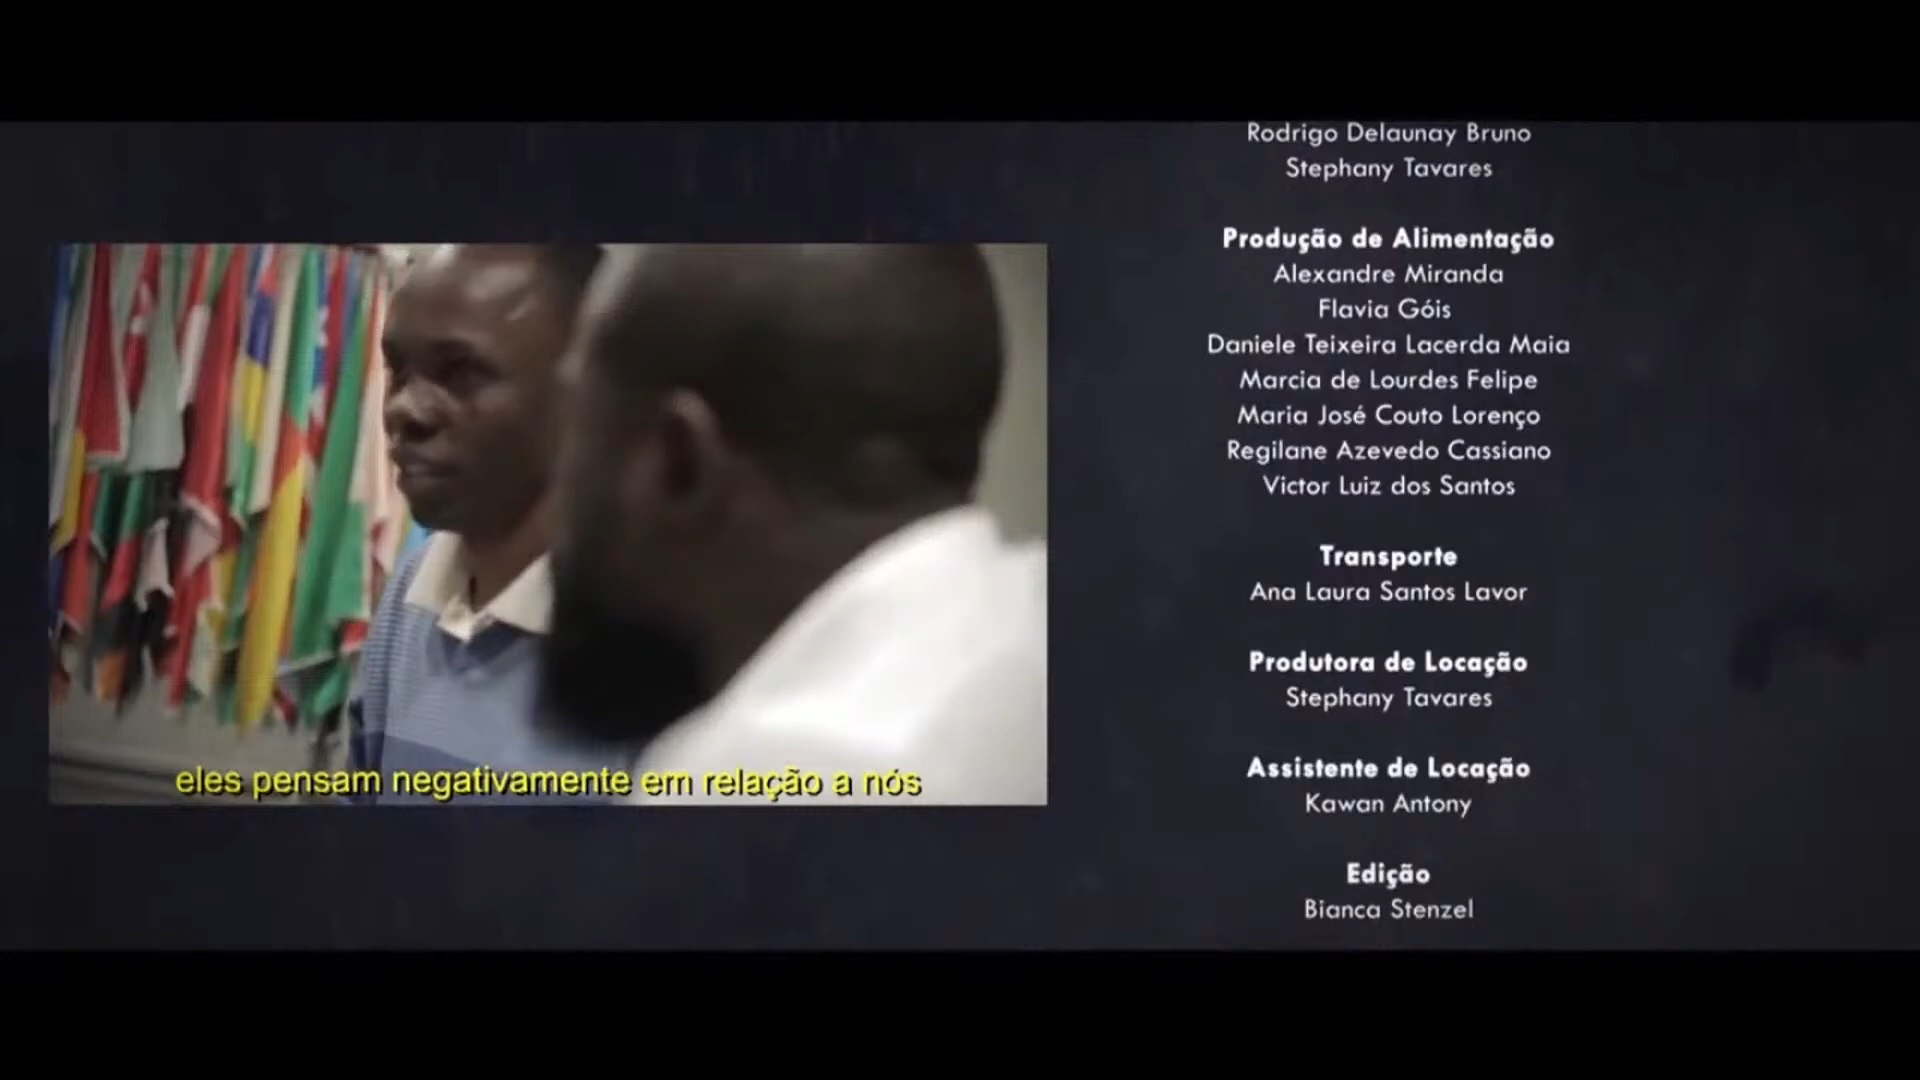 Rodrigo Delaunay Bruno
Stephany Tavares
Produção de Alimentação
Alexandre Miranda
Flavia Góis
Daniele Teixeira Lacerda Maia
Marcia de Lourdes Felipe
Maria José Couto Lorenço
Regilane Azevedo Cassiano
Victor Luiz dos Santos
Transporte
Ana Laura Santos Lavor
Produtora de Locação
Stephany Tavares
Assistente de Locação
Kawan Antony
Edição
Bianca Stenzel
eles pensam negativamente em relação a nós